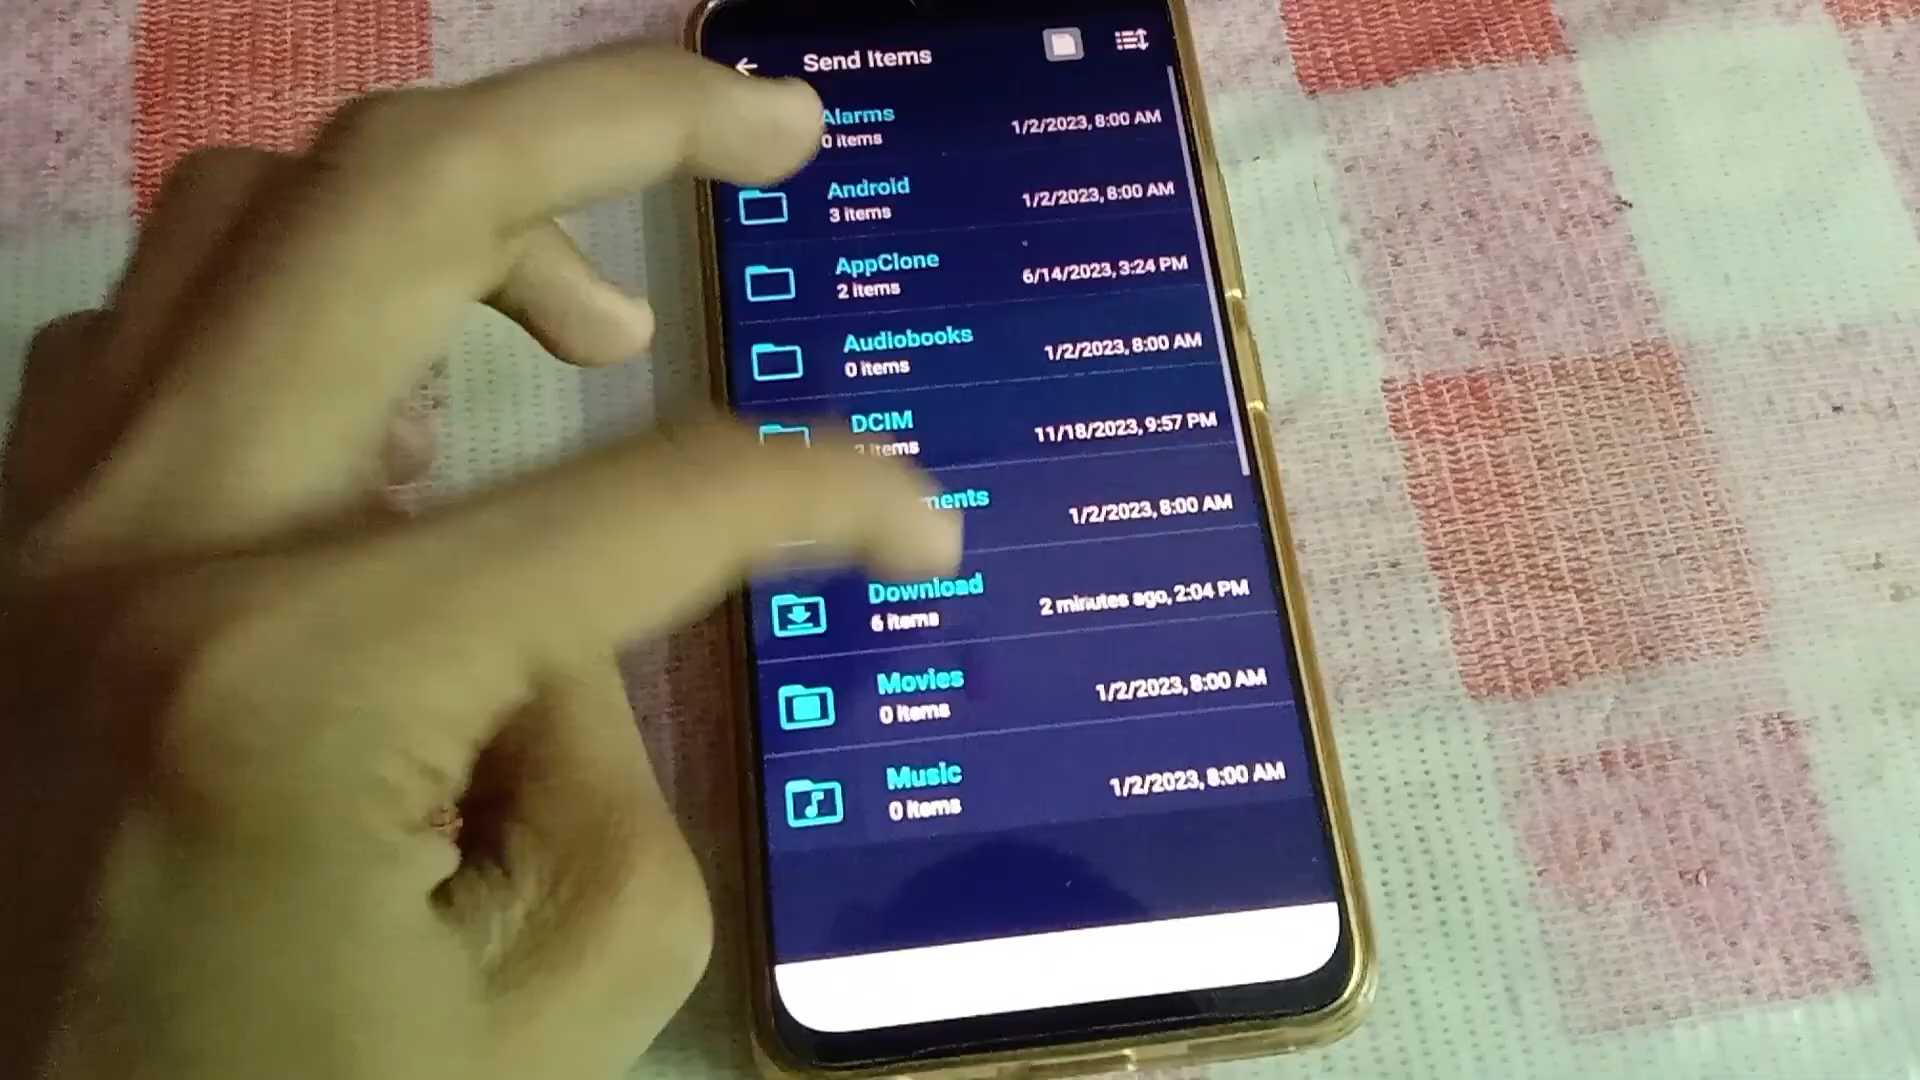 Send Items
Alarms
0 items
1/2/2023, 8:00 AM
Android
3 items
1/2/2023, 8:00 AM
AppClone
2 items
6/14/2023, 3:24 PM
Audiobooks
0 items
1/2/2023, 8:00 AM
DCIM
items
11/18/2023, 9:57 PM
1/2/2023, 8:00 AM
Download
6 items
2 minutes ago, 2:04 PM
Movies
0 items
1/2/2023, 8:00 AM
Music
0 items
1/2/2023, 8:00 AM